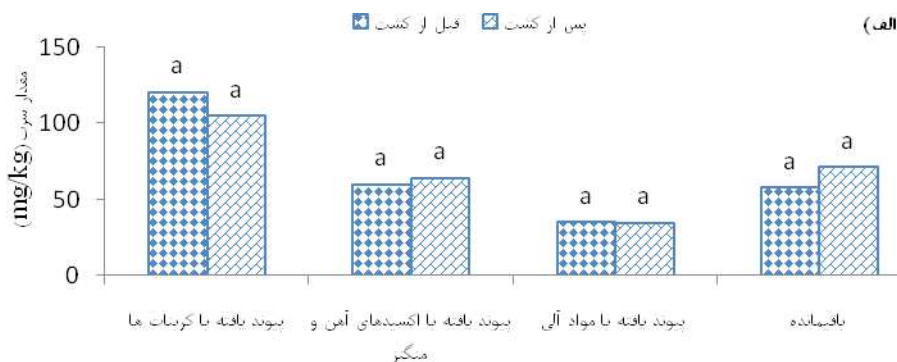 الف)
قبل از کشت
پس از کشت
مقدار سرب (mg/kg)
150
100
50
0
a
a
a
a
a
a
a
a
پیوند یافته با کربنات ها
پیوند یافته با اکسیدهای آهن و
منگنز
پیوند یافته با مواد آلی
باقیمانده